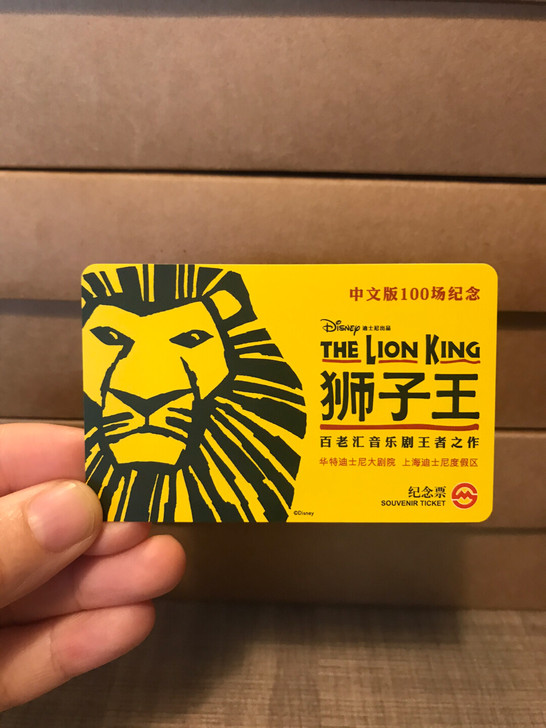 中文版100场纪念
Disney 迪士尼出品
THE LION KING
狮子王
百老汇音乐剧王者之作
华特迪士尼大剧院 上海迪士尼度假区
纪念票
SOUVENIR TICKET
©Disney